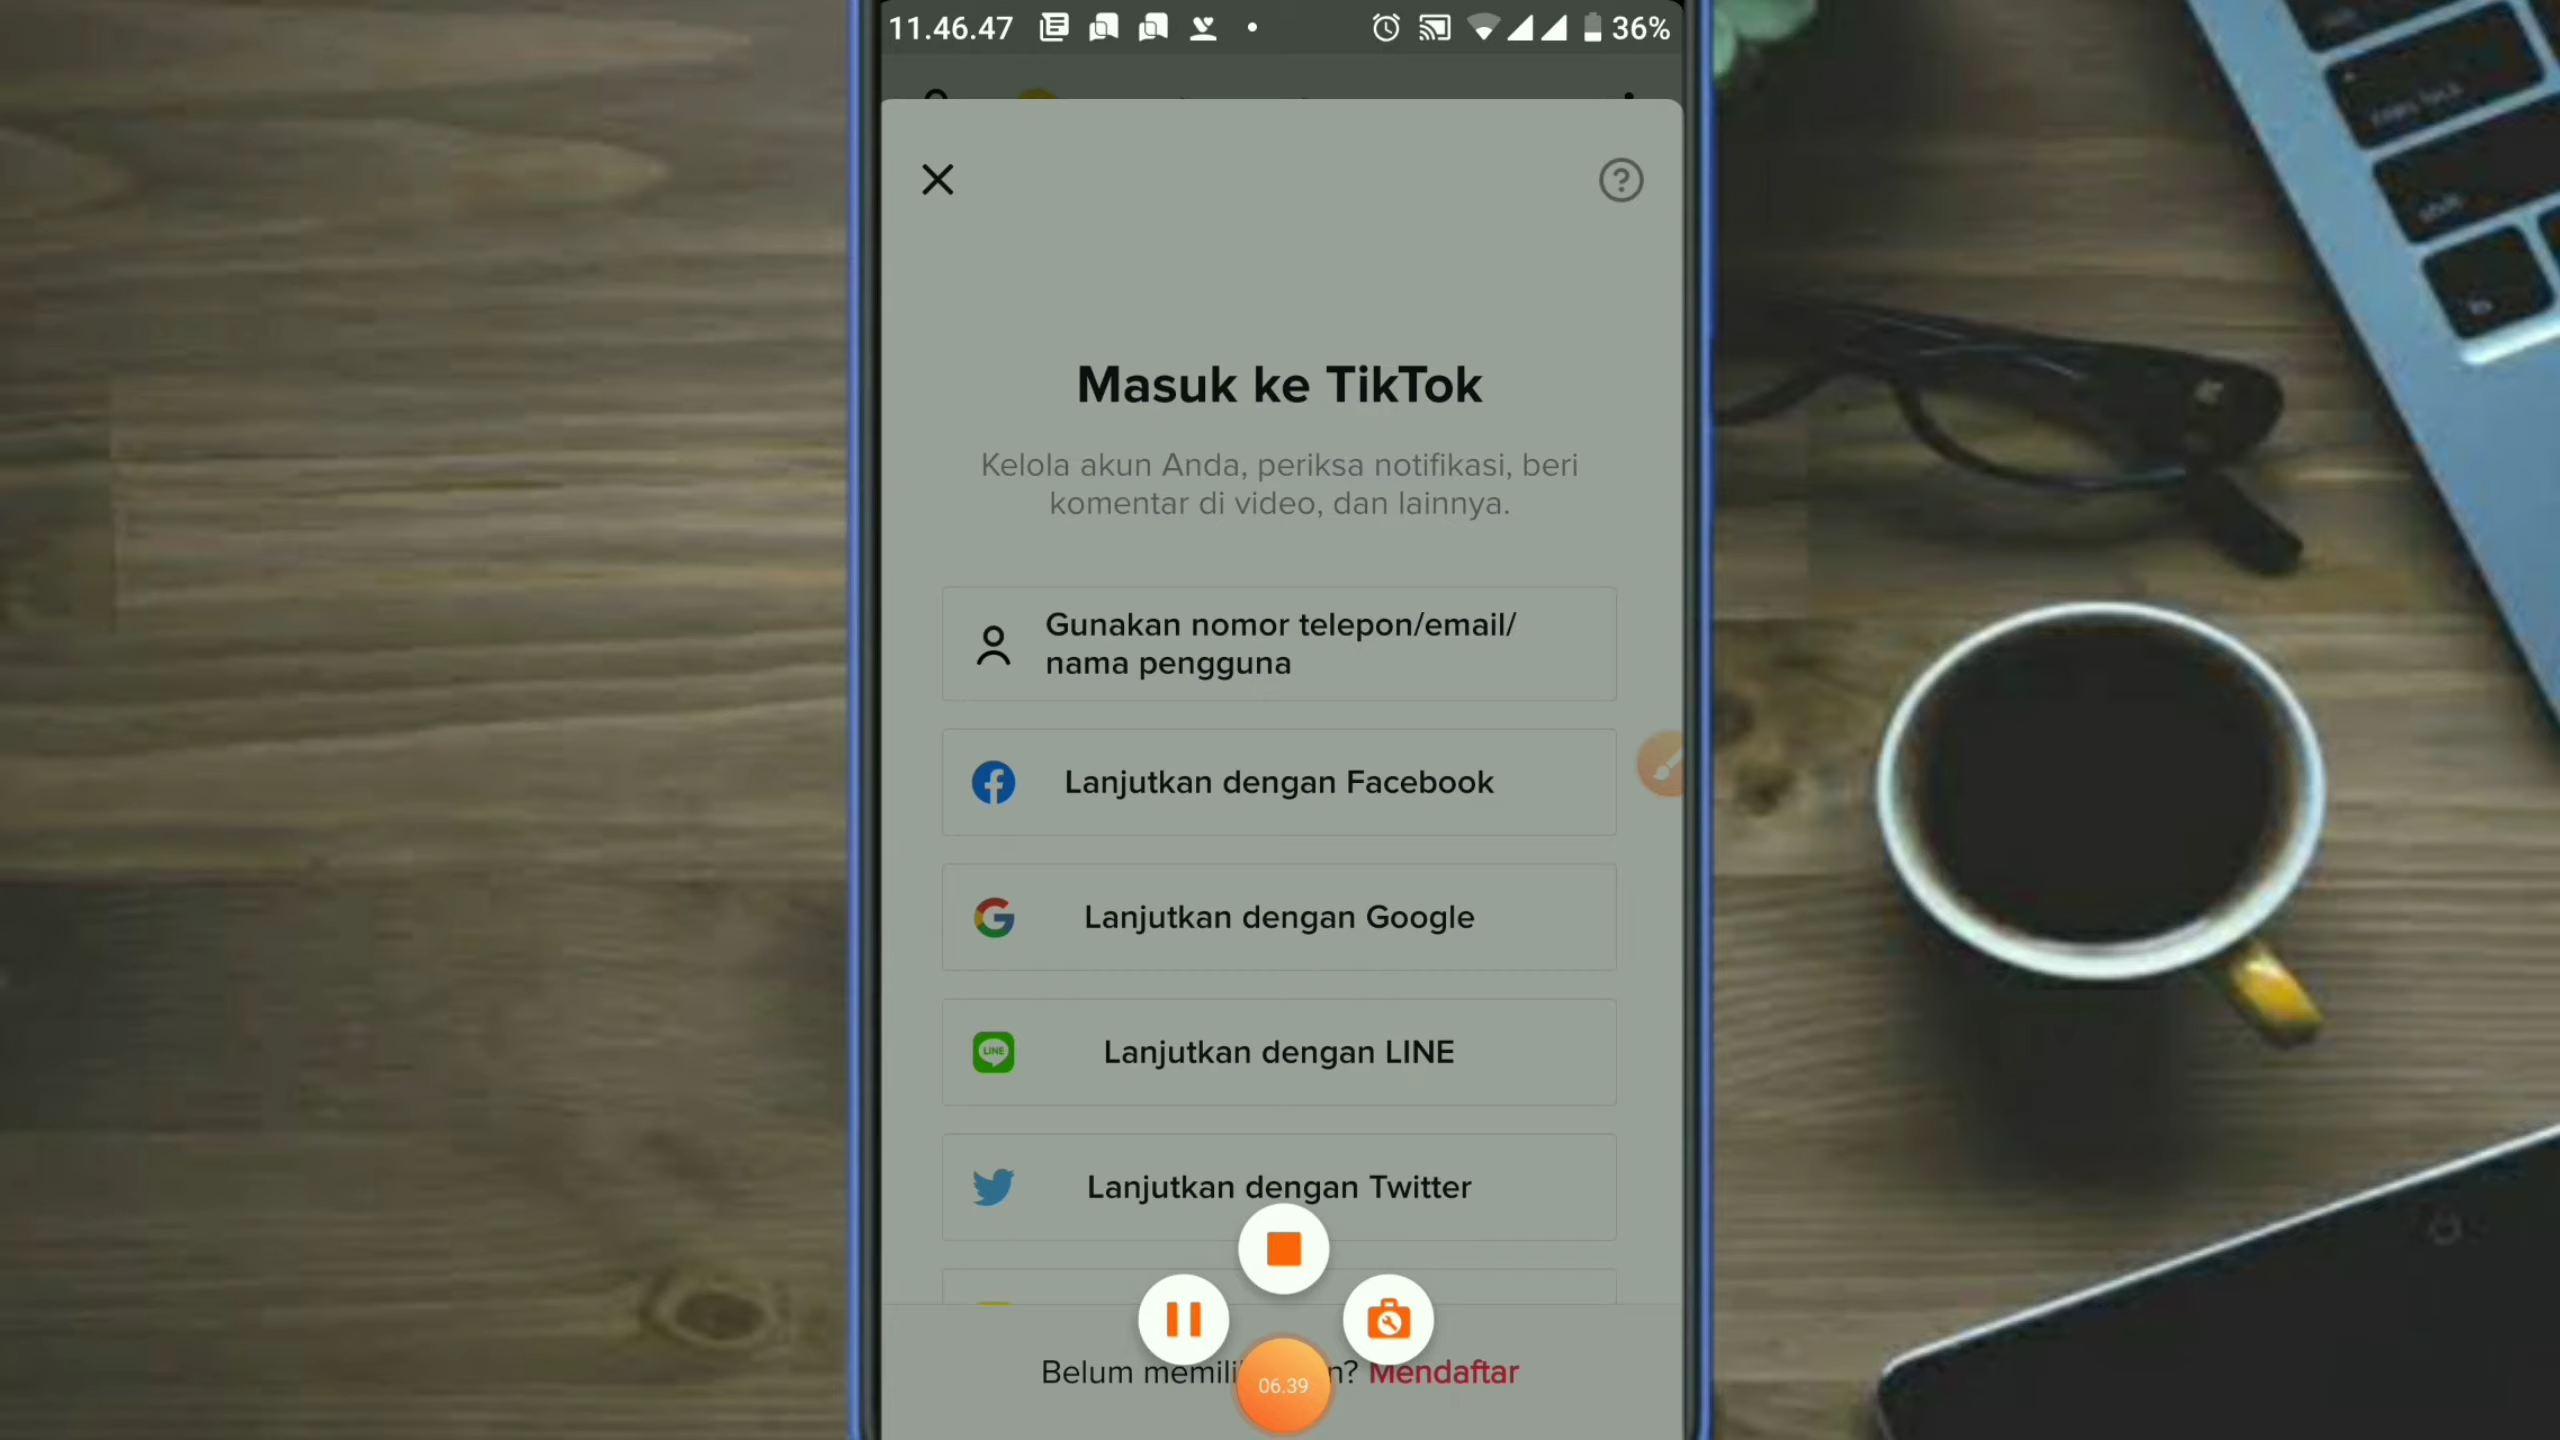 11.46.47
36%
Masuk ke TikTok
Kelola akun Anda, periksa notifikasi, beri
komentar di video, dan lainnya.
Gunakan nomor telepon/email/
nama pengguna
Lanjutkan dengan Facebook
Lanjutkan dengan Google
LINE
Lanjutkan dengan LINE
Lanjutkan dengan Twitter
Belum n? Mendaftar
06.39